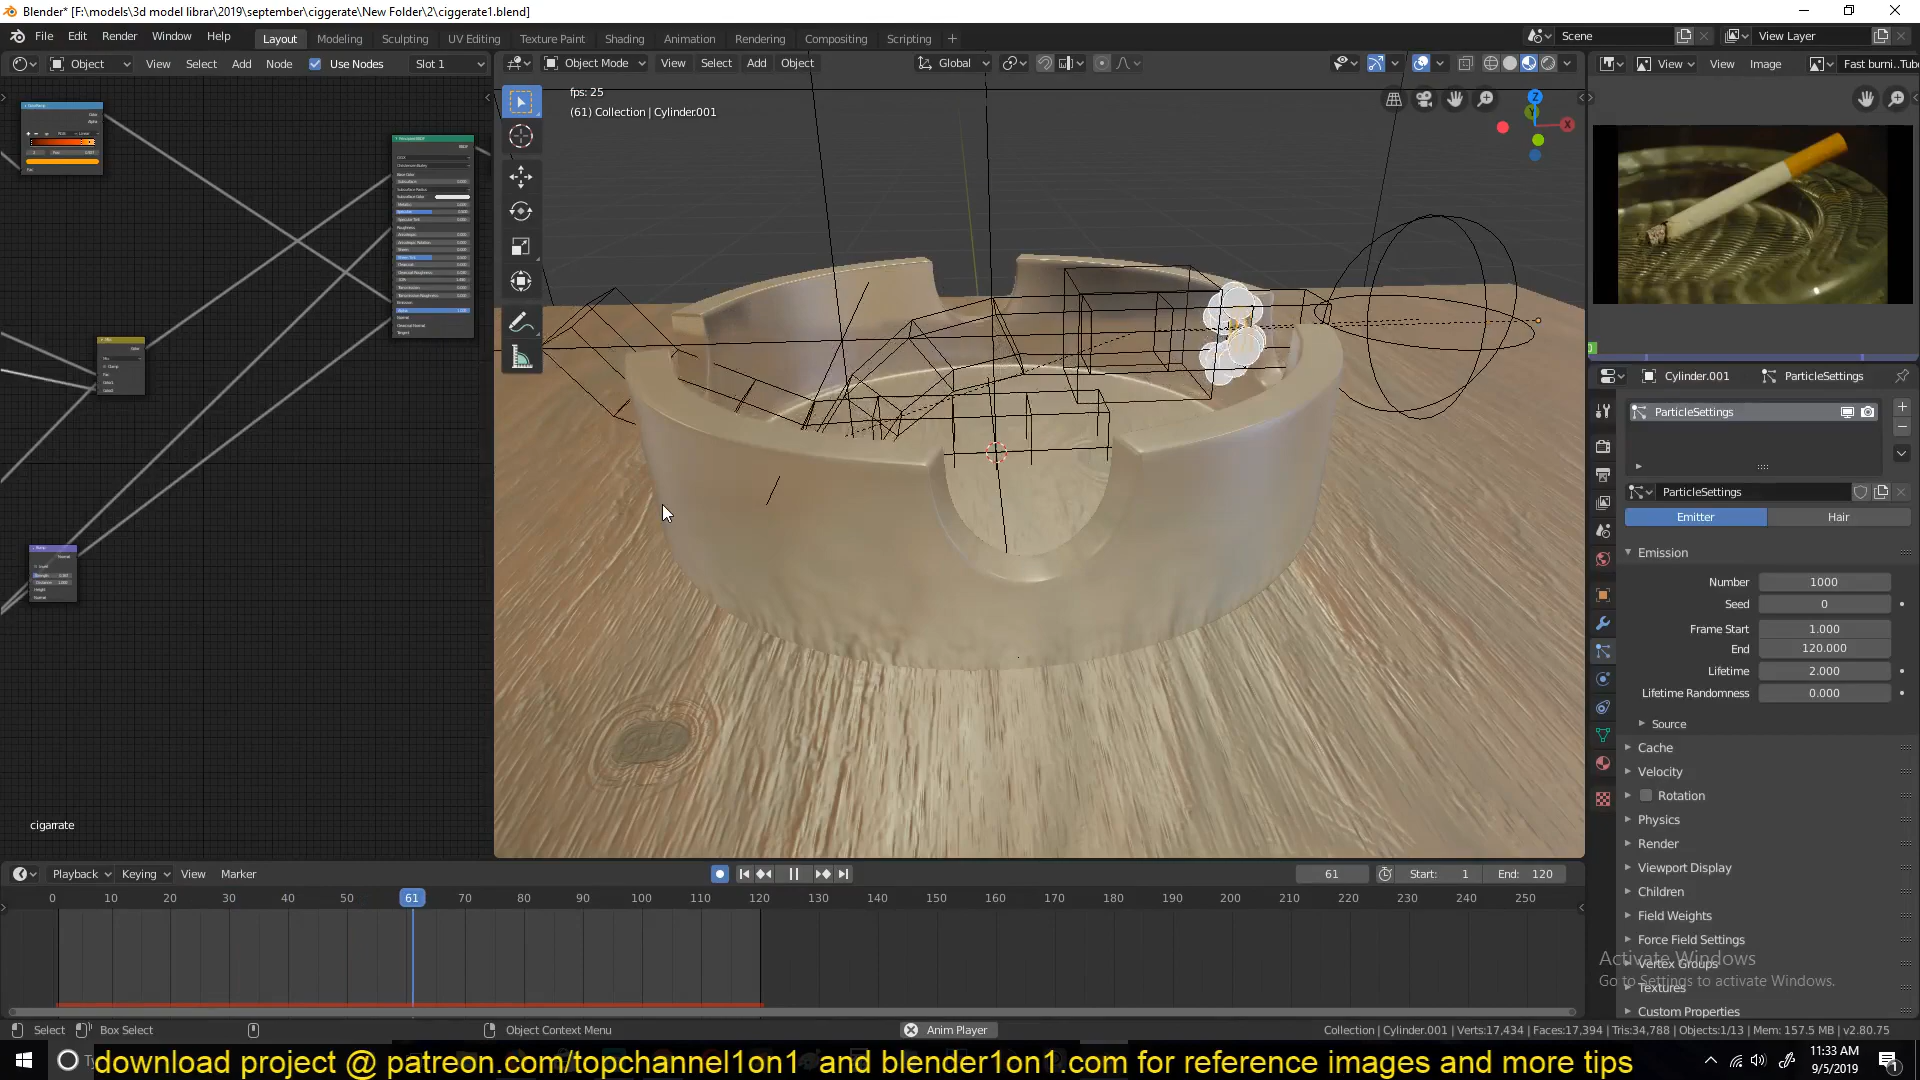 Blender* [F:\models\3d model librar\2019\september\ciggerate\New Folder\2\ciggerate1.blend]
File Edit Render Window Help Layout Modeling Sculpting UV Editing Texture Paint Shading Animation Rendering Compositing Scripting + Scene View Layer
Object View Select Add Node Use Nodes Slot 1 Object Mode View Select Add Object Global View View Image Fast burni..Tub
fps: 25
(61) Collection | Cylinder.001
Z
Y
X
Cylinder.001 ParticleSettings
ParticleSettings
ParticleSettings
Emitter Hair
Emission
Number 1000
Seed 0
Frame Start 1.000
End 120.000
Lifetime 2.000
Lifetime Randomness 0.000
Source
Cache
Velocity
Rotation
Physics
Render
Viewport Display
Children
Field Weights
Force Field Settings
Vertex Groups
Textures
Custom Properties
Activate Windows
Go to Settings to activate Windows.
cigarrate
Playback Keying View Marker 61 Start: 1 End: 120
0 10 20 30 40 50 61 70 80 90 100 110 120 130 140 150 160 170 180 190 200 210 220 230 240 250
Select Box Select Object Context Menu Anim Player Collection | Cylinder.001 | Verts:17,434 | Faces:17,394 | Tris:34,788 | Objects:1/13 | Mem: 157.5 MB | v2.80.75
download project @ patreon.com/topchannel1on1 and blender1on1.com for reference images and more tips
11:33 AM
9/5/2019